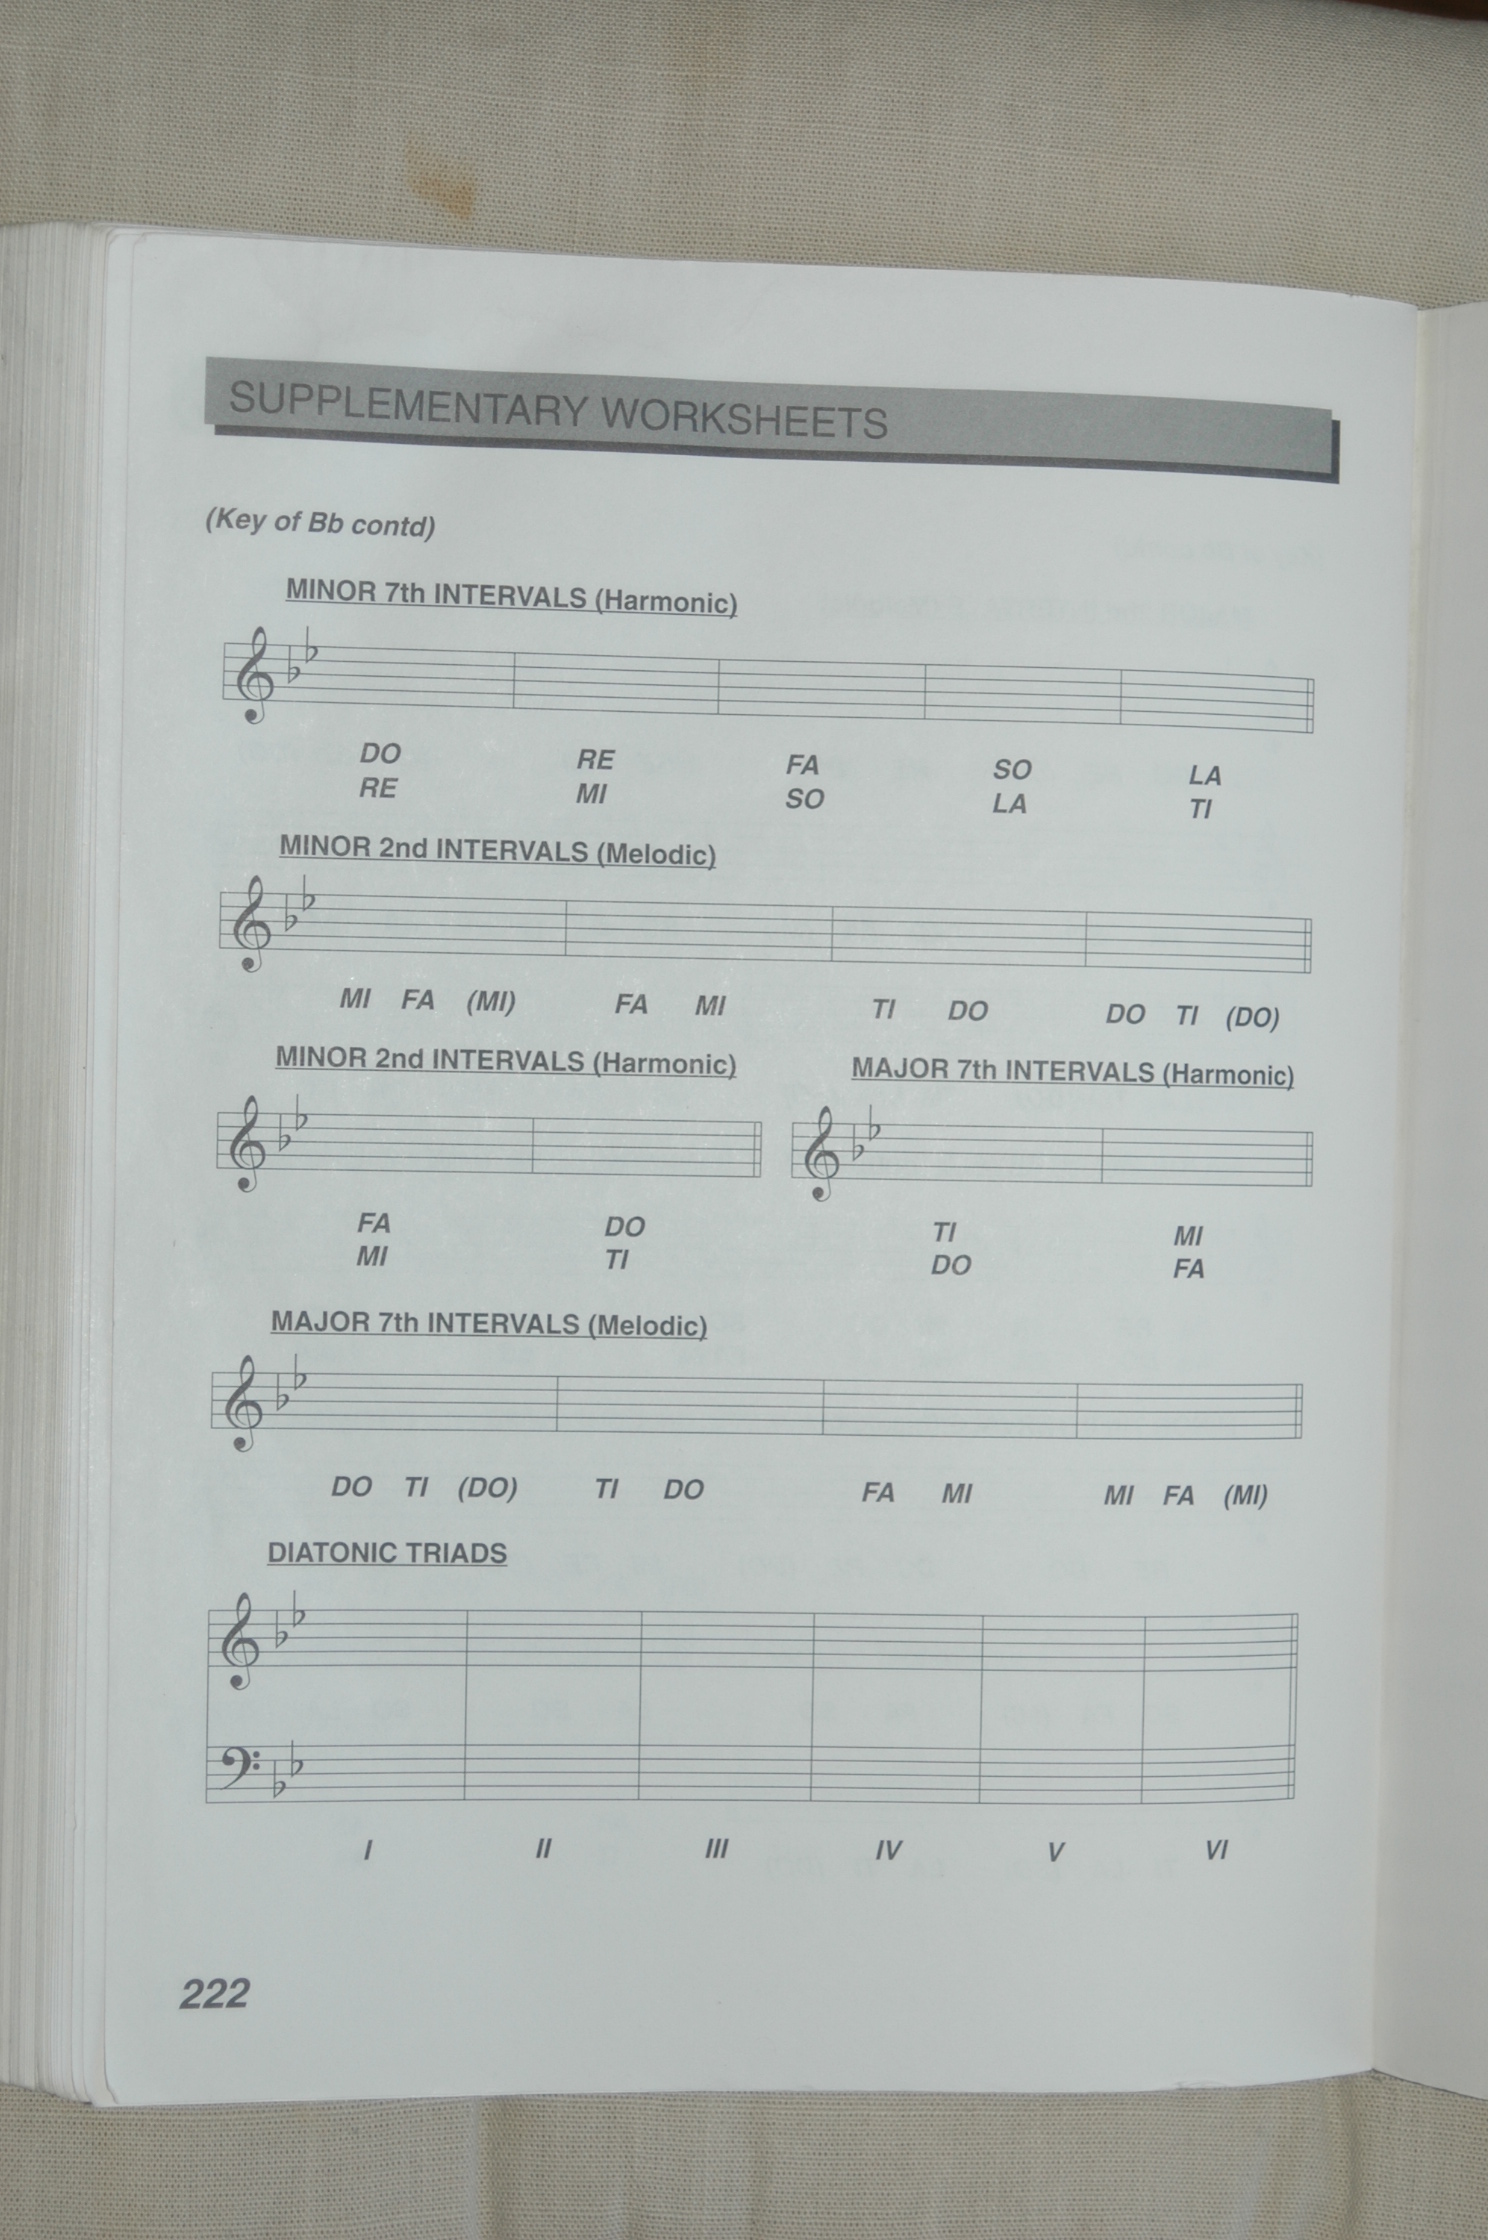 SUPPLEMENTARY WORKSHEETS
(Key of Bb contd)
MINOR 7th INTERVALS (Harmonic)
DO RE FA SO LA
RE MI SO LA TI
MINOR 2nd INTERVALS (Melodic)
MI FA (MI) FA MI TI DO DO TI (DO)
MINOR 2nd INTERVALS (Harmonic)
FA DO
MI TI
MAJOR 7th INTERVALS (Harmonic)
TI MI
DO FA
MAJOR 7th INTERVALS (Melodic)
DO TI (DO) TI DO FA MI MI FA (MI)
DIATONIC TRIADS
I II III IV V VI
222